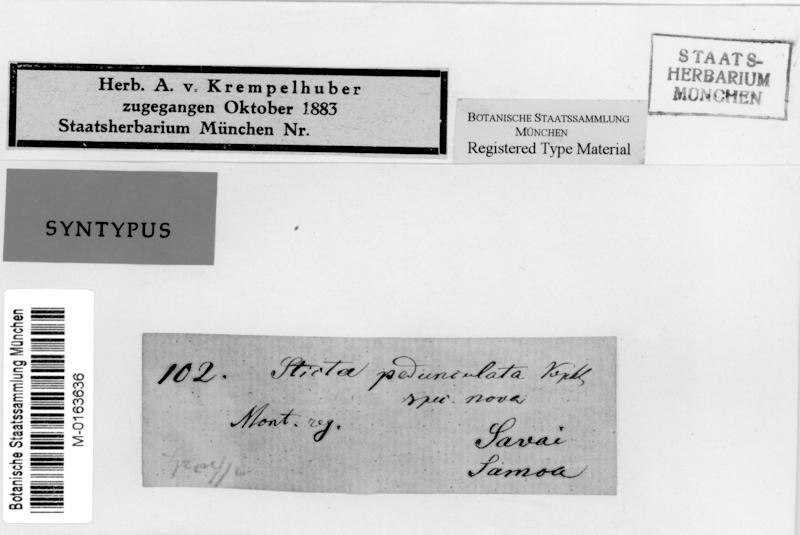 Herb. A. v. Krempelhuber
zugegangen Oktober 1883
Staatsherbarium München Nr.
BOTANISCHE STAATSSAMMLUNG
MÜNCHEN
Registered Type Material
STAATS-
HERBARIUM
MÜNCHEN
SYNTYPUS
Botanische Staatssammlung München
M-0163636
102. Sticta pedunculata
spec. nova
Mont. reg.
Savai
Samoa